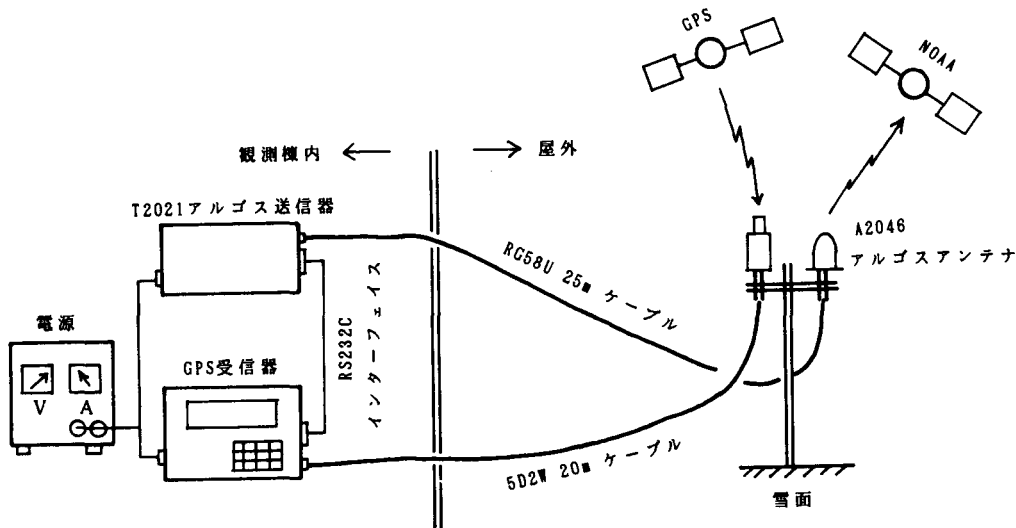 GPS
NOAA
観測棟内
屋外
T2021アルゴス送信器
A2046
アルゴスアンテナ
RG58U 25m ケーブル
RS232C
インターフェイス
電源
V
A
GPS受信器
5D2W 20m ケーブル
雪面